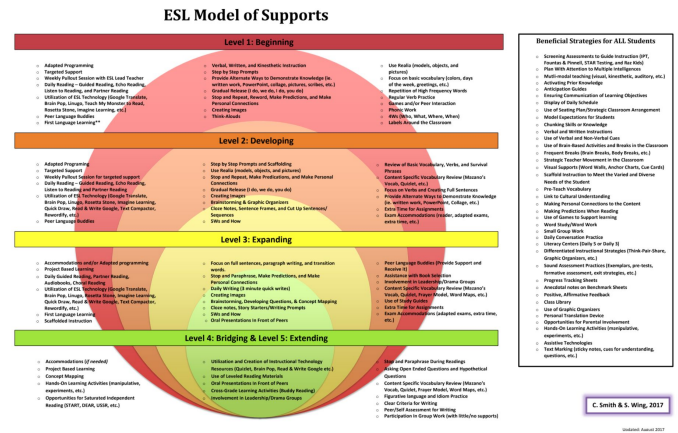 ESL Model of Supports
Level 1: Beginning
Adapted Programming
Targeted Support
Weekly Pullout Session with ESL Lead Teacher
Daily Reading – Guided Reading, Echo Reading,
Listen to Reading, and Partner Reading
Utilization of ESL Technology (Google Translate,
Brain Pop, Linugo, Teach My Monster to Read,
Rosetta Stone, Imagine Learning, etc.)
Peer Language Buddies
First Language Learning**
Verbal, Written, and Kinesthetic Instruction
Step by Step Prompts
Provide Alternate Ways to Demonstrate Knowledge (ie.
written work, PowerPoint, collage, pictures, scribes, etc.)
Gradual Release (I do, we do, I do, you do)
Stop and Repeat, Reword, Make Predictions, and Make
Personal Connections
Creating Images
Think-Alouds
Use Realia (models, objects, and
pictures)
Focus on basic vocabulary (colors, days
of the week, greetings, etc.)
Repetition of High Frequency Words
Regular Verb Practice
Games and/or Peer Interaction
Phonic Work
4Ws (Who, What, Where, When)
Labels Around the Classroom
Level 2: Developing
Adapted Programing
Targeted Support
Weekly Pullout Session for targeted support
Daily Reading – Guided Reading, Echo Reading,
Listen to Reading and Partner Reading
Utilization of ESL Technology (Google Translate,
Brain Pop, Linugo, Rosetta Stone, Imagine Learning,
Quick Draw, Read & Write Google, Text Compactor,
Rewordify, etc.)
Peer Language Buddies
Step by Step Prompts and Scaffolding
Use Realia (models, objects, and pictures)
Stop and Repeat, Make Predications, and Make Personal
Connections
Gradual Release (I do, we do, you do)
Creating Images
Brainstorming & Graphic Organizers
Close Notes, Sentence Frames, and Cut Up Sentences/
Sequences
5Ws and How
Review of Basic Vocabulary, Verbs, and Survival
Phrases
Content Specific Vocabulary Review (Mazano's
Vocab, Quizlet, etc.)
Focus on Verbs and Creating Full Sentences
Provide Alternative Ways to Demonstrate Knowledge
(ie. written work, PowerPoint, Collage, etc.)
Extra Time for Assignments
Exam Accommodations (reader, adapted exams,
extra time, etc.)
Level 3: Expanding
Accommodations and/or Adapted programming
Project Based Learning
Daily Guided Reading, Partner Reading,
Audiobooks, Choral Reading
Utilization of ESL Technology (Google Translate,
Brain Pop, Linugo, Rosetta Stone, Imagine Learning,
Quick Draw, Read & Write Google, Text Compactor,
Rewordify, etc.)
First Language Learning
Scaffolded Instruction
Focus on full sentences, paragraph writing, and transition
words.
Stop and Paraphrase, Make Predictions, and Make
Personal Connections
Daily Writing (3 minute quick writes)
Creating Images
Brainstorming, Developing Questions, & Concept Mapping
Close notes, Story Starters/Writing Prompts
5Ws and How
Oral Presentations in Front of Peers
Peer Language Buddies (Provide Support and
Receive it)
Assistance with Book Selection
Involvement in Leadership/Drama Groups
Content Specific Vocabulary Review (Mazano's
Vocab, Quizlet, Frayer Model, Word Maps, etc.)
Use of Study Guides
Extra Time for Assignments
Exam Accommodations (adapted exams, extra time,
etc.)
Level 4: Bridging & Level 5: Extending
Accommodations (if needed)
Project Based Learning
Concept Mapping
Hands-On Learning Activities (manipulative,
experiments, etc.)
Opportunities for Saturated Independent
Reading (START, DEAR, USSR, etc.)
Utilisation and Creation of Instructional Technology
Resources (Quizlet, Brain Pop, Read & Write Google etc.)
Use of Leveled Reading Materials
Oral Presentations in Front of Peers
Cross-Grade Learning Activities (Buddy Reading)
Involvement in Leadership/Drama Groups
Stop and Paraphrase During Readings
Asking Open Ended Questions and Hypothetical
Questions
Content Specific Vocabulary Review (Mazano's
Vocab, Quizlet, Frayer Model, Word Maps, etc.)
Figurative language and Idiom Practice
Clear Criteria for Writing
Peer/Self Assessment for Writing
Participation in Group Work (with little/no supports)
Beneficial Strategies for ALL Students
Screening Assessments to Guide Instruction (IPT,
Fountas & Pinnell, STAR Testing, and Raz Kids)
Plan With Attention to Multiple Intelligences
Multi-modal teaching (visual, kinesthetic, auditory, etc.)
Activating Prior Knowledge
Anticipation Guides
Ensuring Communication of Learning Objectives
Display of Daily Schedule
Use of Seating Plan/Strategic Classroom Arrangement
Model Expectations for Students
Chunking Skills or Knowledge
Verbal and Written Instructions
Use of Verbal and Non-Verbal Cues
Use of Brain-Based Activities and Breaks in the Classroom
Frequent Breaks (Brain Breaks, Body Breaks, etc.)
Strategic Teacher Movement in the Classroom
Visual Supports (Word Walls, Anchor Charts, Cue Cards)
Scaffold Instruction to Meet the Varied and Diverse
Needs of the Student
Pre-Teach Vocabulary
Link to Cultural Understanding
Making Personal Connections to the Content
Making Predictions When Reading
Use of Games to Support learning
Word Study/Word Work
Small Group Work
Daily Conversation Practice
Literacy Centers (Daily 5 or Daily 3)
Differentiated Instructional Strategies (Think-Pair-Share,
Graphic Organizers, etc.)
Sound Assessment Practices (Exemplars, pre-tests,
formative assessment, exit strategies, etc.)
Progress Tracking Sheets
Anecdotal notes on Benchmark Sheets
Positive, Affirmative Feedback
Class Library
Use of Graphic Organizers
Personal Translation Device
Opportunities for Parental Involvement
Hands-On Learning Activities (manipulative,
experiments, etc.)
Assistive Technologies
Text Marking (sticky notes, cues for understanding,
questions, etc.)
C. Smith & S. Wing, 2017
Updated: August 2017